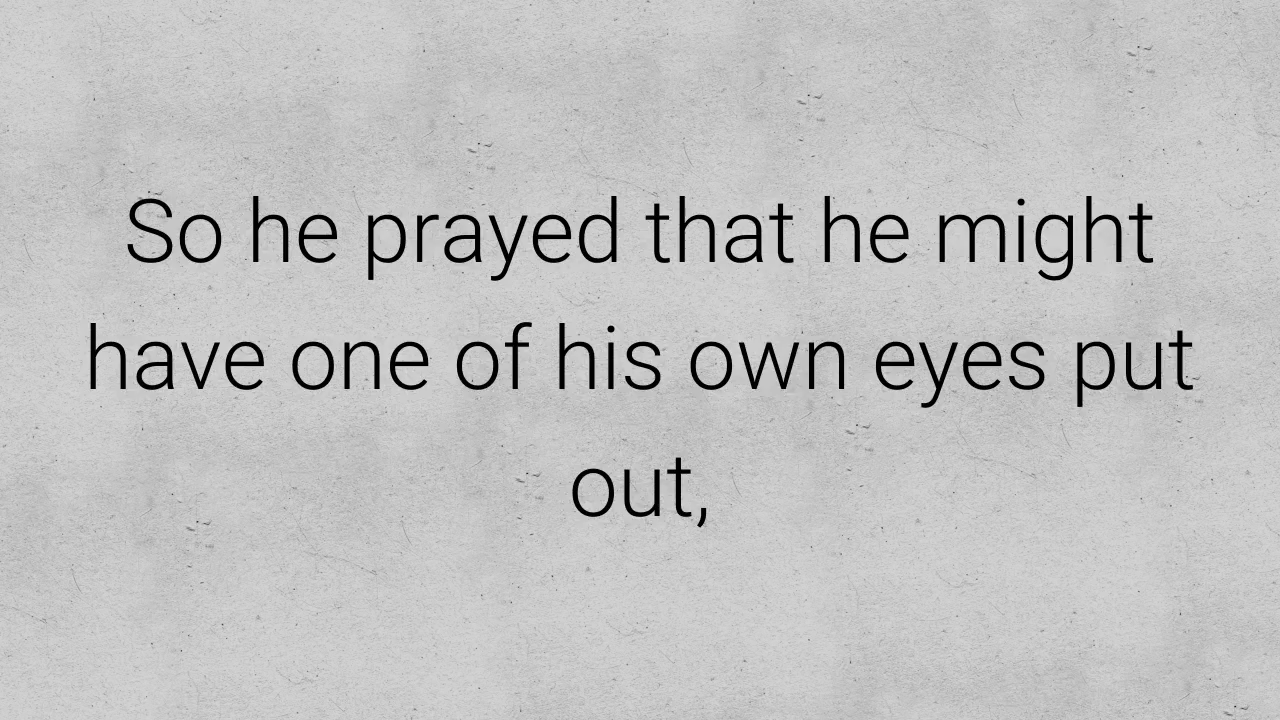 So he prayed that he might
have one of his own eyes put
out,